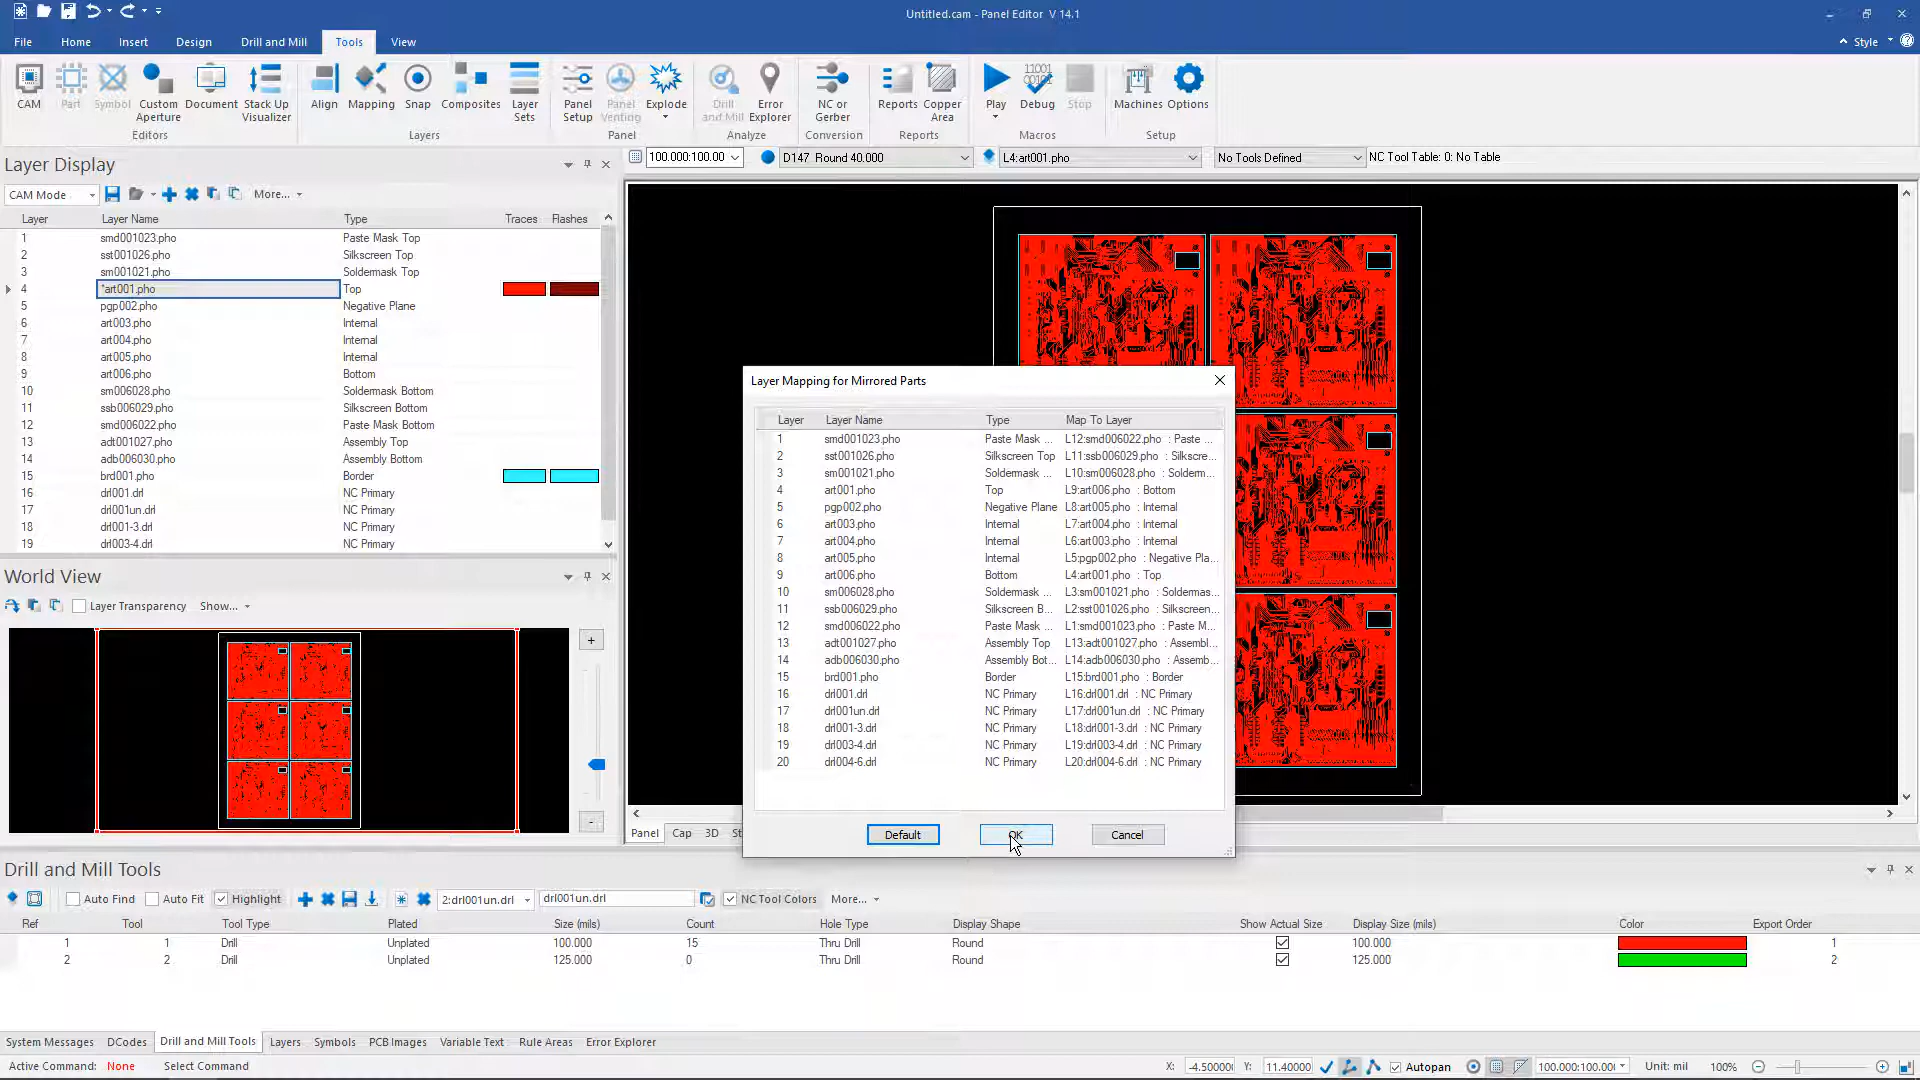 Untitled.cam - Panel Editor V 14.1
File Home Insert Design Drill and Mill Tools View
Style
CAM Part Symbol Custom Aperture Document Stack Up Visualizer
Editors
Align Mapping Snap Composites Layer Sets
Layers
Panel Setup Panel Venting Explode
Panel
Drill and Mill Error Explorer
Analyze
NC or Gerber
Conversion
Reports Copper Area
Reports
Play Debug Stop
Macros
Machines Options
Setup
Layer Display
100.000:100.00 D147 Round 40.000 L4:art001.pho No Tools Defined NC Tool Table: 0: No Table
CAM Mode More...
Layer Layer Name Type Traces Flashes
1 smd001023.pho Paste Mask Top
2 sst001026.pho Silkscreen Top
3 sm001021.pho Soldermask Top
4 *art001.pho Top
5 pgp002.pho Negative Plane
6 art003.pho Internal
7 art004.pho Internal
8 art005.pho Internal
9 art006.pho Bottom
10 sm006028.pho Soldermask Bottom
11 ssb006029.pho Silkscreen Bottom
12 smd006022.pho Paste Mask Bottom
13 adt001027.pho Assembly Top
14 adb006030.pho Assembly Bottom
15 brd001.pho Border
16 drl001.drl NC Primary
17 drl001un.drl NC Primary
18 drl001-3.drl NC Primary
19 drl003-4.drl NC Primary
World View
Layer Transparency Show...
+
-
Layer Mapping for Mirrored Parts
Layer Layer Name Type Map To Layer
1 smd001023.pho Paste Mask ... L12:smd006022.pho : Paste ...
2 sst001026.pho Silkscreen Top L11:ssb006029.pho : Silkscre...
3 sm001021.pho Soldermask ... L10:sm006028.pho : Solderm...
4 art001.pho Top L9:art006.pho : Bottom
5 pgp002.pho Negative Plane L8:art005.pho : Internal
6 art003.pho Internal L7:art004.pho : Internal
7 art004.pho Internal L6:art003.pho : Internal
8 art005.pho Internal L5:pgp002.pho : Negative Pla...
9 art006.pho Bottom L4:art001.pho : Top
10 sm006028.pho Soldermask ... L3:sm001021.pho : Soldermas...
11 ssb006029.pho Silkscreen B... L2:sst001026.pho : Silkscreen...
12 smd006022.pho Paste Mask ... L1:smd001023.pho : Paste M...
13 adt001027.pho Assembly Top L13:adt001027.pho : Assembl...
14 adb006030.pho Assembly Bot... L14:adb006030.pho : Assemb...
15 brd001.pho Border L15:brd001.pho : Border
16 drl001.drl NC Primary L16:drl001.drl : NC Primary
17 drl001un.drl NC Primary L17:drl001un.drl : NC Primary
18 drl001-3.drl NC Primary L18:drl001-3.drl : NC Primary
19 drl003-4.drl NC Primary L19:drl003-4.drl : NC Primary
20 drl004-6.drl NC Primary L20:drl004-6.drl : NC Primary
Default OK Cancel
Panel Cap 3D
Drill and Mill Tools
Auto Find Auto Fit Highlight 2:drl001un.drl drl001un.drl NC Tool Colors More...
Ref Tool Tool Type Plated Size (mils) Count Hole Type Display Shape Show Actual Size Display Size (mils) Color Export Order
1 1 Drill Unplated 100.000 15 Thru Drill Round 100.000 1
2 2 Drill Unplated 125.000 0 Thru Drill Round 125.000 2
System Messages DCodes Drill and Mill Tools Layers Symbols PCB Images Variable Text Rule Areas Error Explorer
Active Command: None Select Command X: -4.50000 Y: 11.40000 Autopan 100.000:100.00 Unit: mil 100%